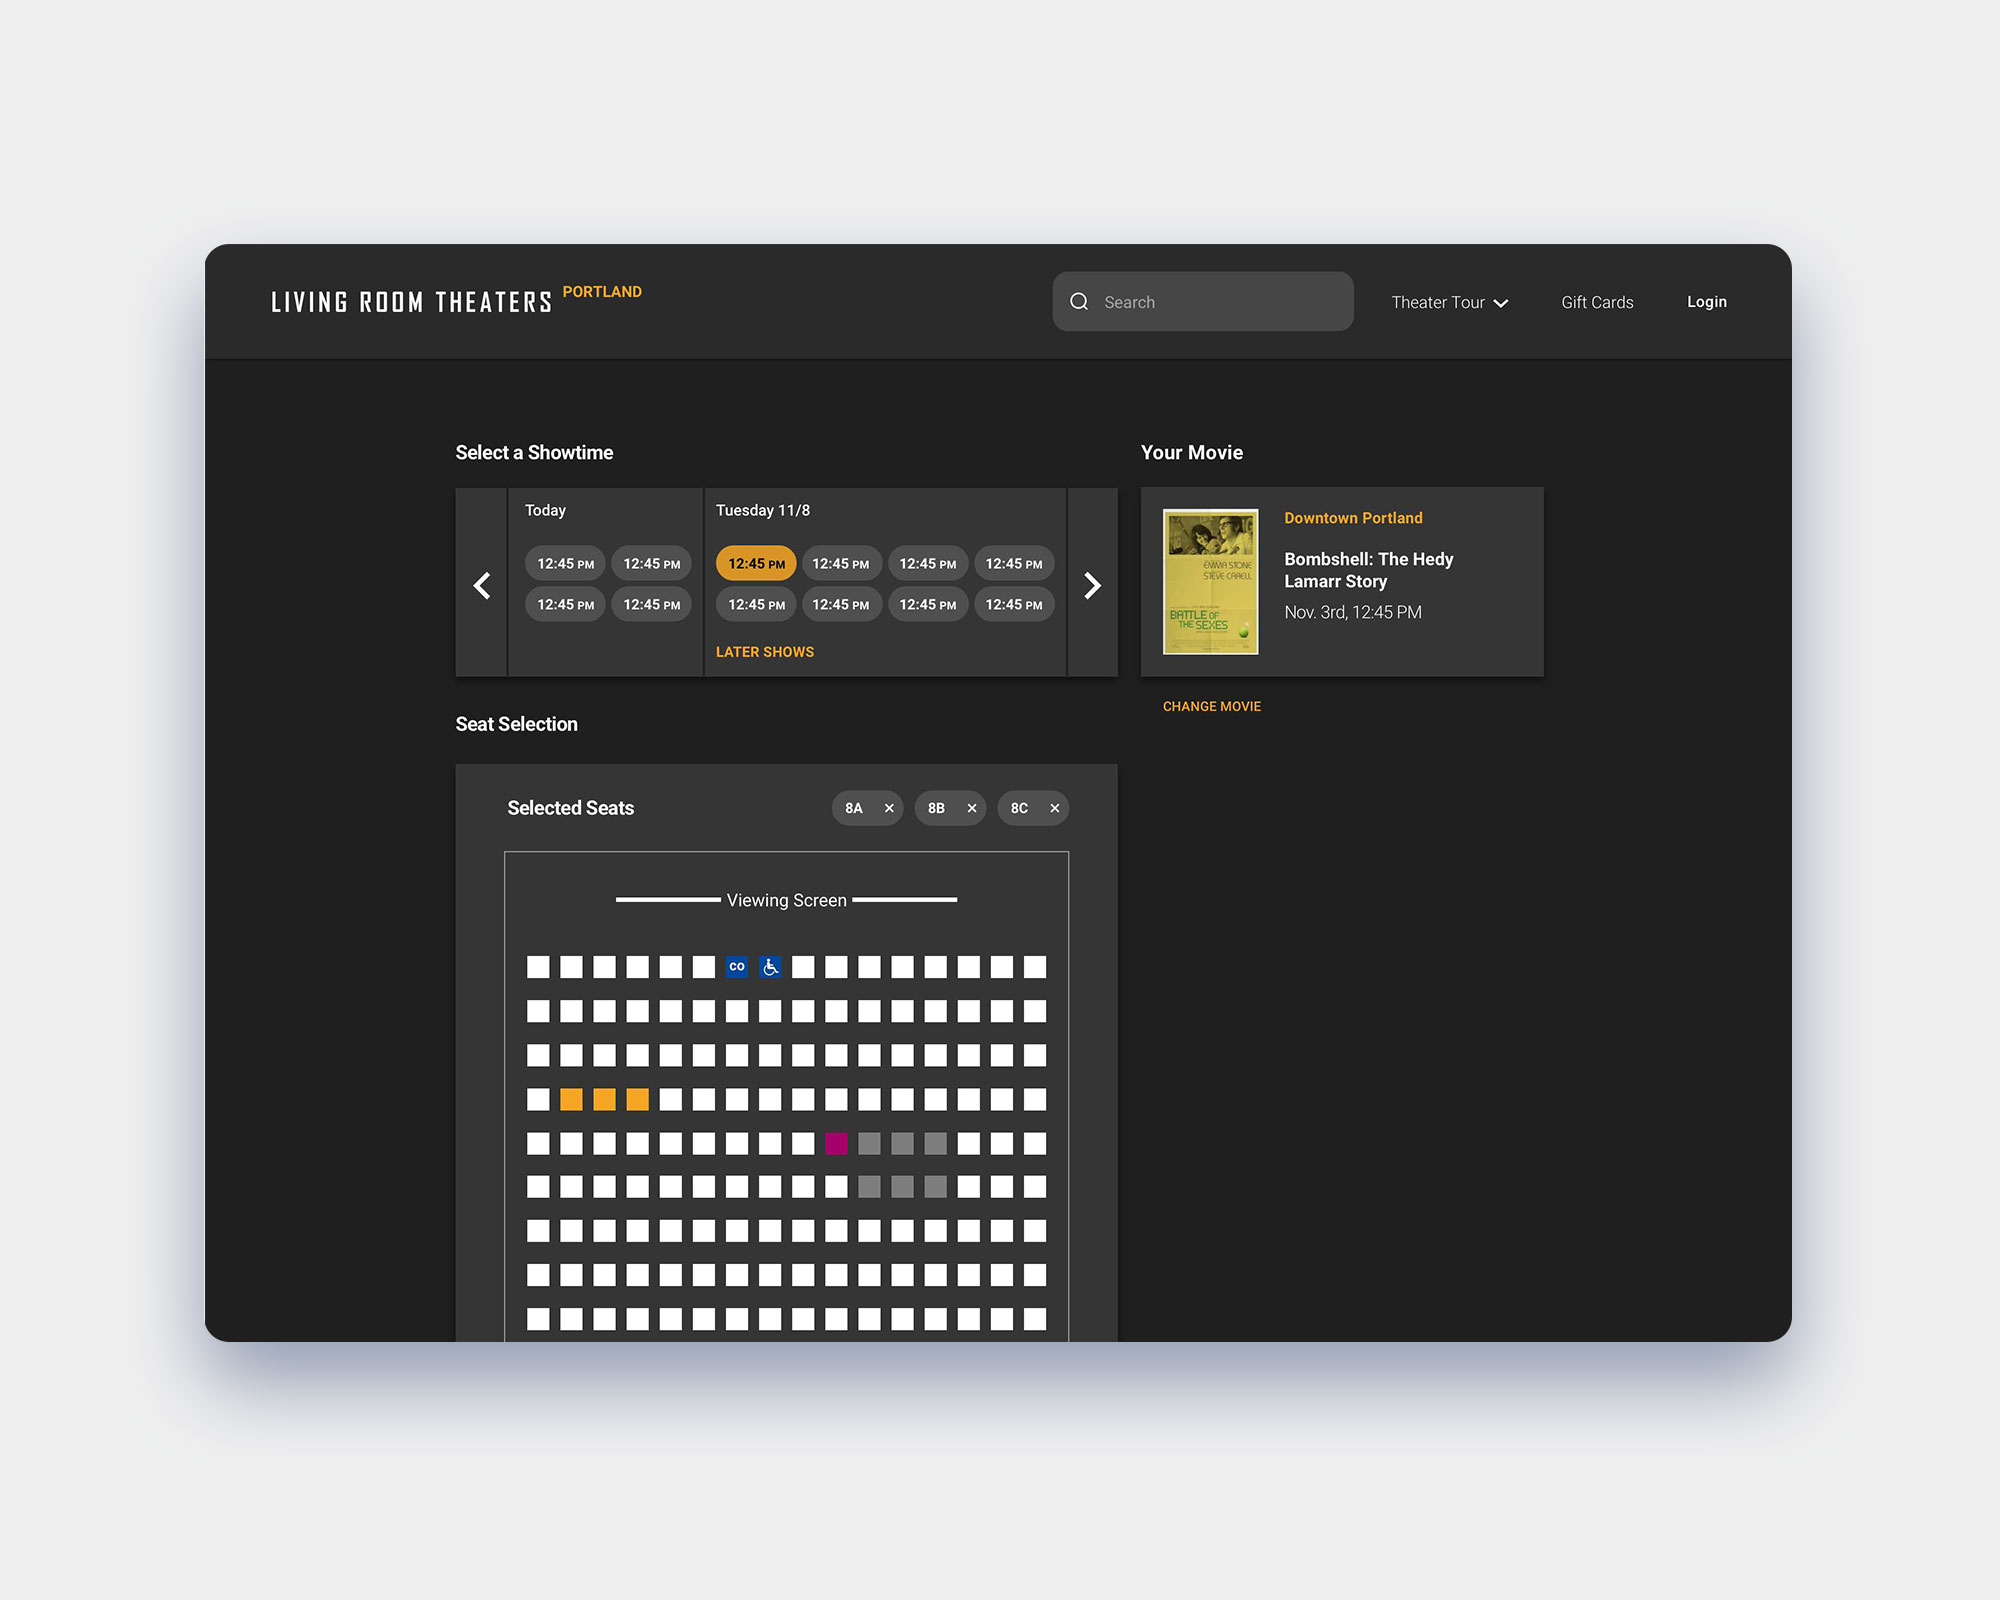 LIVING ROOM THEATERS PORTLAND
Search
Theater Tour
Gift Cards
Login
Select a Showtime
Today
12:45 PM 12:45 PM
12:45 PM 12:45 PM
Tuesday 11/8
12:45 PM 12:45 PM 12:45 PM 12:45 PM
12:45 PM 12:45 PM 12:45 PM 12:45 PM
LATER SHOWS
Your Movie
EMMA STONE
STEVE CARELL
BATTLE OF
THE SEXES
Downtown Portland
Bombshell: The Hedy
Lamarr Story
Nov. 3rd, 12:45 PM
CHANGE MOVIE
Seat Selection
Selected Seats
8A 8B 8C
Viewing Screen
CO